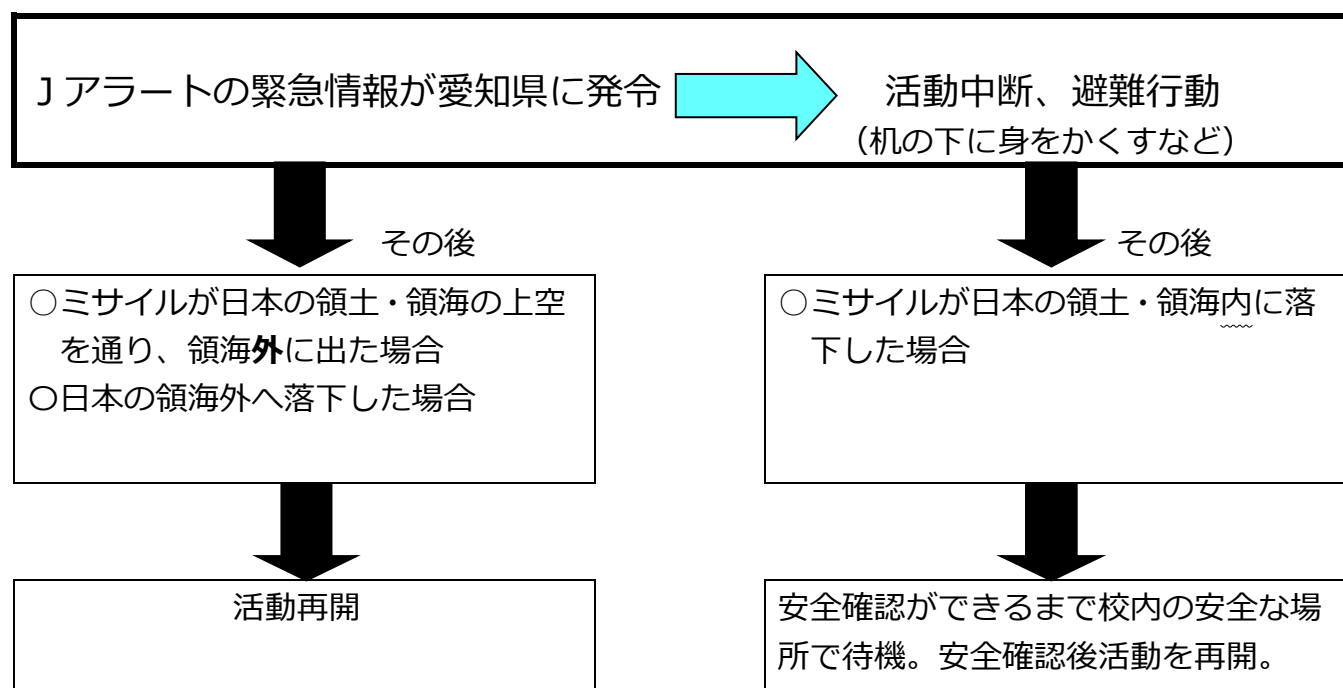 Jアラートの緊急情報が愛知県に発令
活動中断、避難行動
(机の下に身をかくすなど)
その後
その後
○ミサイルが日本の領土・領海の上空
を通り、領海外に出た場合
〇日本の領海外へ落下した場合
○ミサイルが日本の領土・領海内に落
下した場合
活動再開
安全確認ができるまで校内の安全な場
所で待機。安全確認後活動を再開。